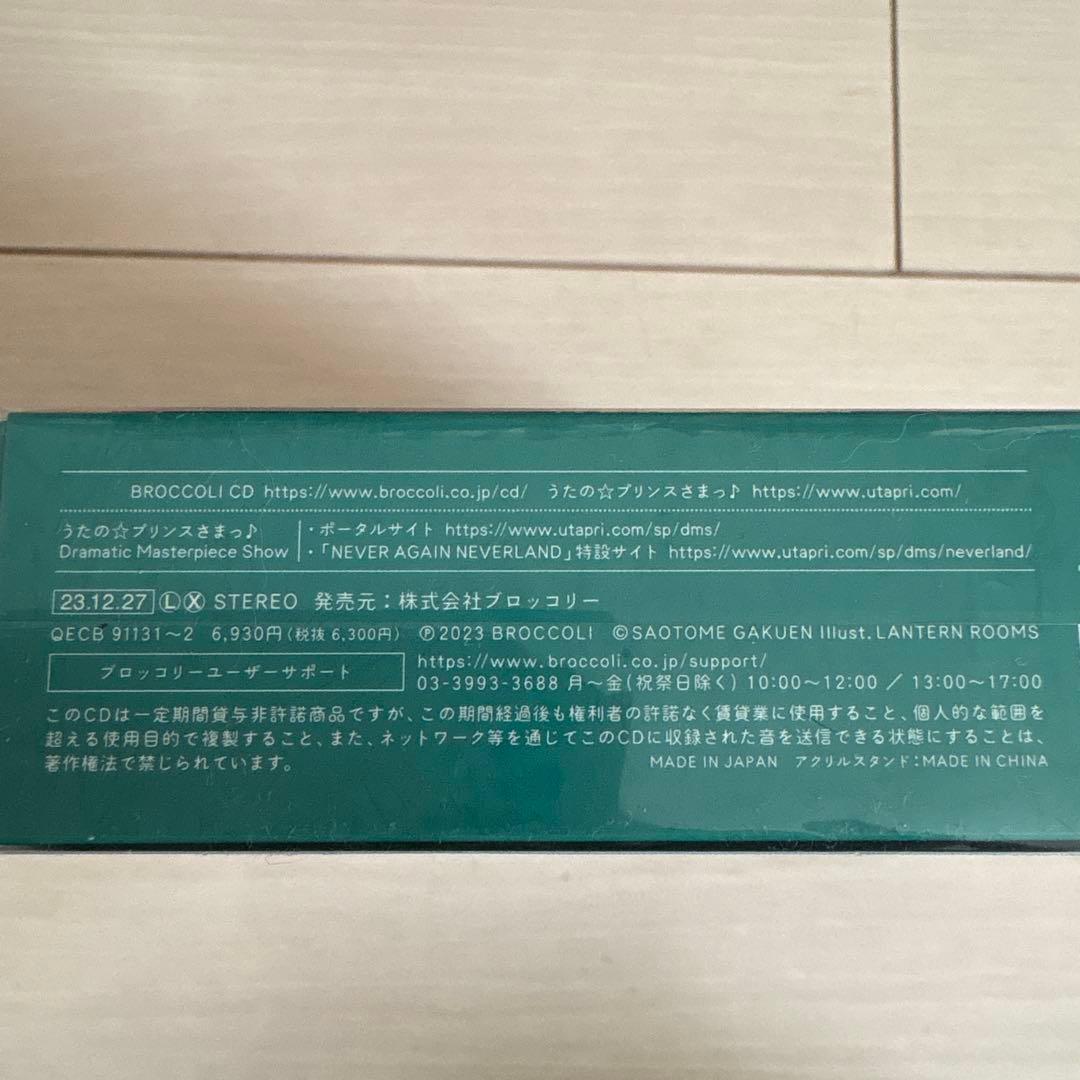 BROCCOLI CD https://www.broccoli.co.jp/cd/ うたの☆プリンスさまっ♪ https://www.utapri.com/
うたの☆プリンスさまっ♪
Dramatic Masterpiece Show
・ポータルサイト https://www.utapri.com/sp/dms/
・「NEVER AGAIN NEVERLAND」特設サイト https://www.utapri.com/sp/dms/neverland/
23.12.27 Ⓛ Ⓧ STEREO 発売元：株式会社ブロッコリー
QECB 91131〜2 6,930円(税抜 6,300円) ℗2023 BROCCOLI ©SAOTOME GAKUEN Illust. LANTERN ROOMS
ブロッコリーユーザーサポート
https://www.broccoli.co.jp/support/
03-3993-3688 月〜金(祝祭日除く) 10:00〜12:00 ／ 13:00〜17:00
このCDは一定期間貸与非許諾商品ですが、この期間経過後も権利者の許諾なく賃貸業に使用すること、個人的な範囲を
超える使用目的で複製すること、また、ネットワーク等を通じてこのCDに収録された音を送信できる状態にすることは、
著作権法で禁じられています。
MADE IN JAPAN アクリルスタンド：MADE IN CHINA